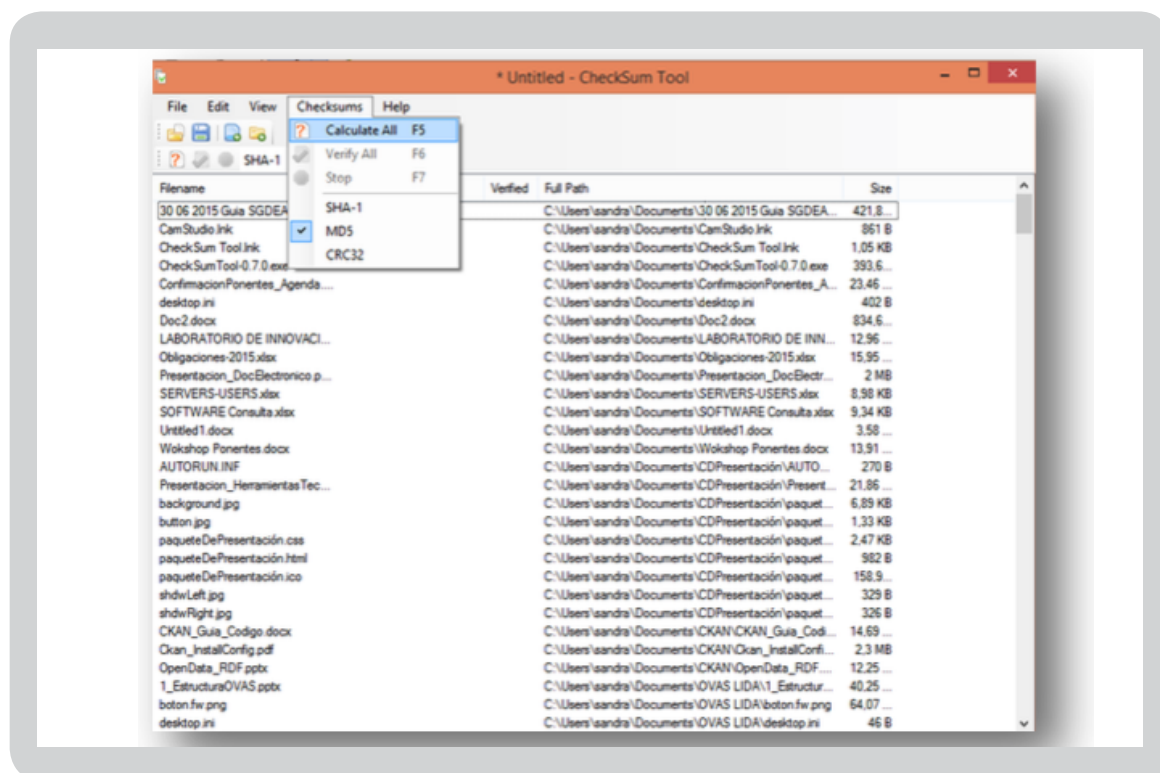 * Untitled - CheckSum Tool
File Edit View Checksums Help
Calculate All F5
Verify All F6
Stop F7
SHA-1
MD5
CRC32
SHA-1
Filename Verified Full Path Size
30 06 2015 Guia SGDEA C:\Users\sandra\Documents\30 06 2015 Guia SGDEA... 421,8...
CamStudio.lnk C:\Users\sandra\Documents\CamStudio.lnk 861 B
CheckSum Tool.lnk C:\Users\sandra\Documents\CheckSum Tool.lnk 1,05 KB
CheckSumTool-0.7.0.exe C:\Users\sandra\Documents\CheckSumTool-0.7.0.exe 393,6...
ConfirmacionPonentes_Agenda.... C:\Users\sandra\Documents\ConfirmacionPonentes_A... 23,46 ...
desktop.ini C:\Users\sandra\Documents\desktop.ini 402 B
Doc2.docx C:\Users\sandra\Documents\Doc2.docx 834,6...
LABORATORIO DE INNOVACI... C:\Users\sandra\Documents\LABORATORIO DE INN... 12,96 ...
Obligaciones-2015.xlsx C:\Users\sandra\Documents\Obligaciones-2015.xlsx 15,95 ...
Presentacion_DocElectronico.p... C:\Users\sandra\Documents\Presentacion_DocElectr... 2 MB
SERVERS-USERS.xlsx C:\Users\sandra\Documents\SERVERS-USERS.xlsx 8,98 KB
SOFTWARE Consulta.xlsx C:\Users\sandra\Documents\SOFTWARE Consulta.xlsx 9,34 KB
Untitled1.docx C:\Users\sandra\Documents\Untitled1.docx 3,58 ...
Wokshop Ponentes.docx C:\Users\sandra\Documents\Wokshop Ponentes.docx 13,91 ...
AUTORUN.INF C:\Users\sandra\Documents\CDPresentación\AUTO... 270 B
Presentacion_HerramientasTec... C:\Users\sandra\Documents\CDPresentación\Present... 21,86 ...
background.jpg C:\Users\sandra\Documents\CDPresentación\paquet... 6,89 KB
button.jpg C:\Users\sandra\Documents\CDPresentación\paquet... 1,33 KB
paqueteDePresentación.css C:\Users\sandra\Documents\CDPresentación\paquet... 2,47 KB
paqueteDePresentación.html C:\Users\sandra\Documents\CDPresentación\paquet... 982 B
paqueteDePresentación.ico C:\Users\sandra\Documents\CDPresentación\paquet... 158,9...
shdwLeft.jpg C:\Users\sandra\Documents\CDPresentación\paquet... 329 B
shdwRight.jpg C:\Users\sandra\Documents\CDPresentación\paquet... 326 B
CKAN_Guia_Codigo.docx C:\Users\sandra\Documents\CKAN\CKAN_Guia_Codi... 14,69 ...
Ckan_InstallConfig.pdf C:\Users\sandra\Documents\CKAN\Ckan_InstallConfi... 2,3 MB
OpenData_RDF.pptx C:\Users\sandra\Documents\CKAN\OpenData_RDF.... 12,25 ...
1_EstructuraOVAS.pptx C:\Users\sandra\Documents\OVAS LIDA\1_Estructur... 40,25 ...
boton.fw.png C:\Users\sandra\Documents\OVAS LIDA\boton.fw.png 64,07 ...
desktop.ini C:\Users\sandra\Documents\OVAS LIDA\desktop.ini 46 B